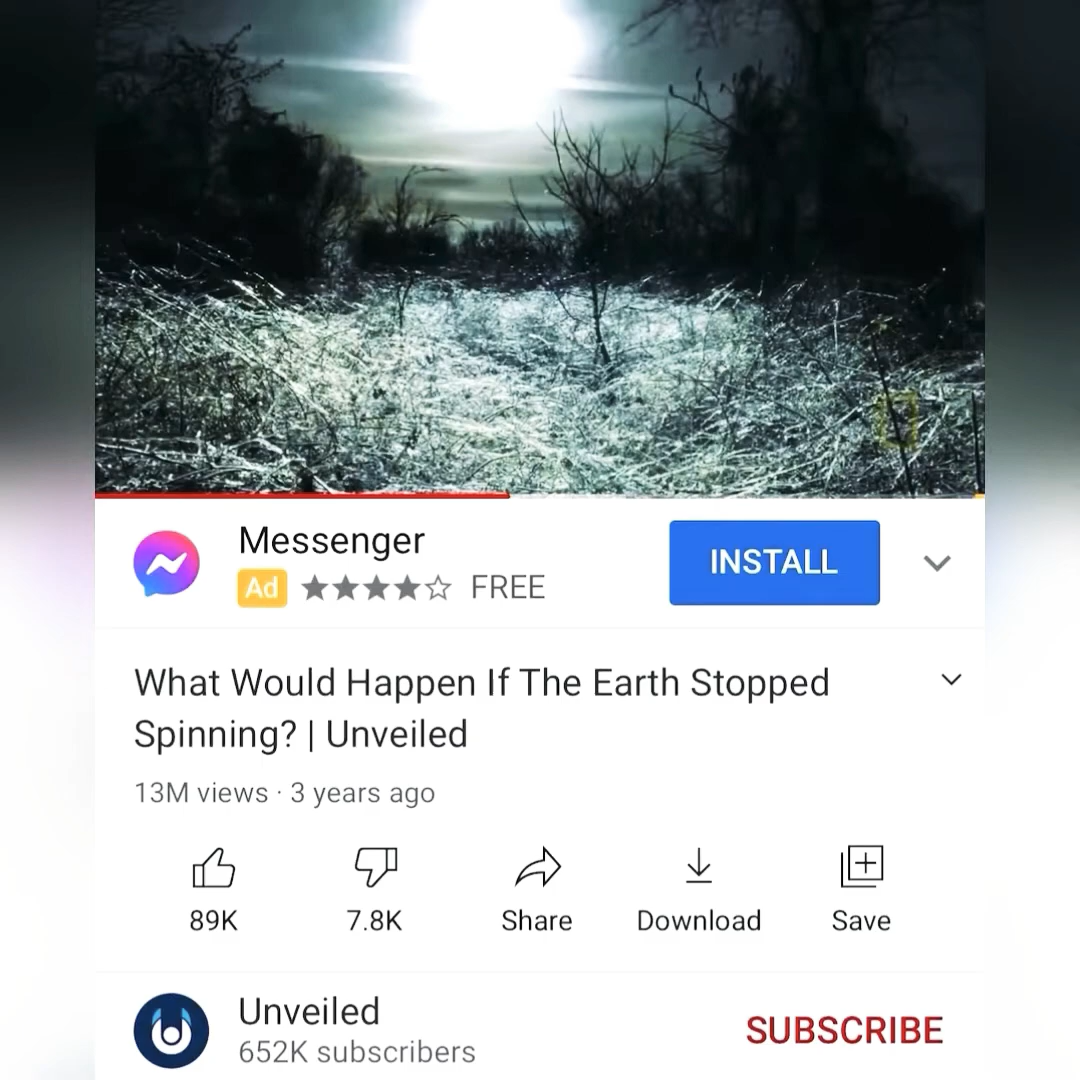 Messenger
Ad FREE
INSTALL
What Would Happen If The Earth Stopped
Spinning? | Unveiled
13M views · 3 years ago
89K
7.8K
Share
Download
Save
Unveiled
652K subscribers
SUBSCRIBE